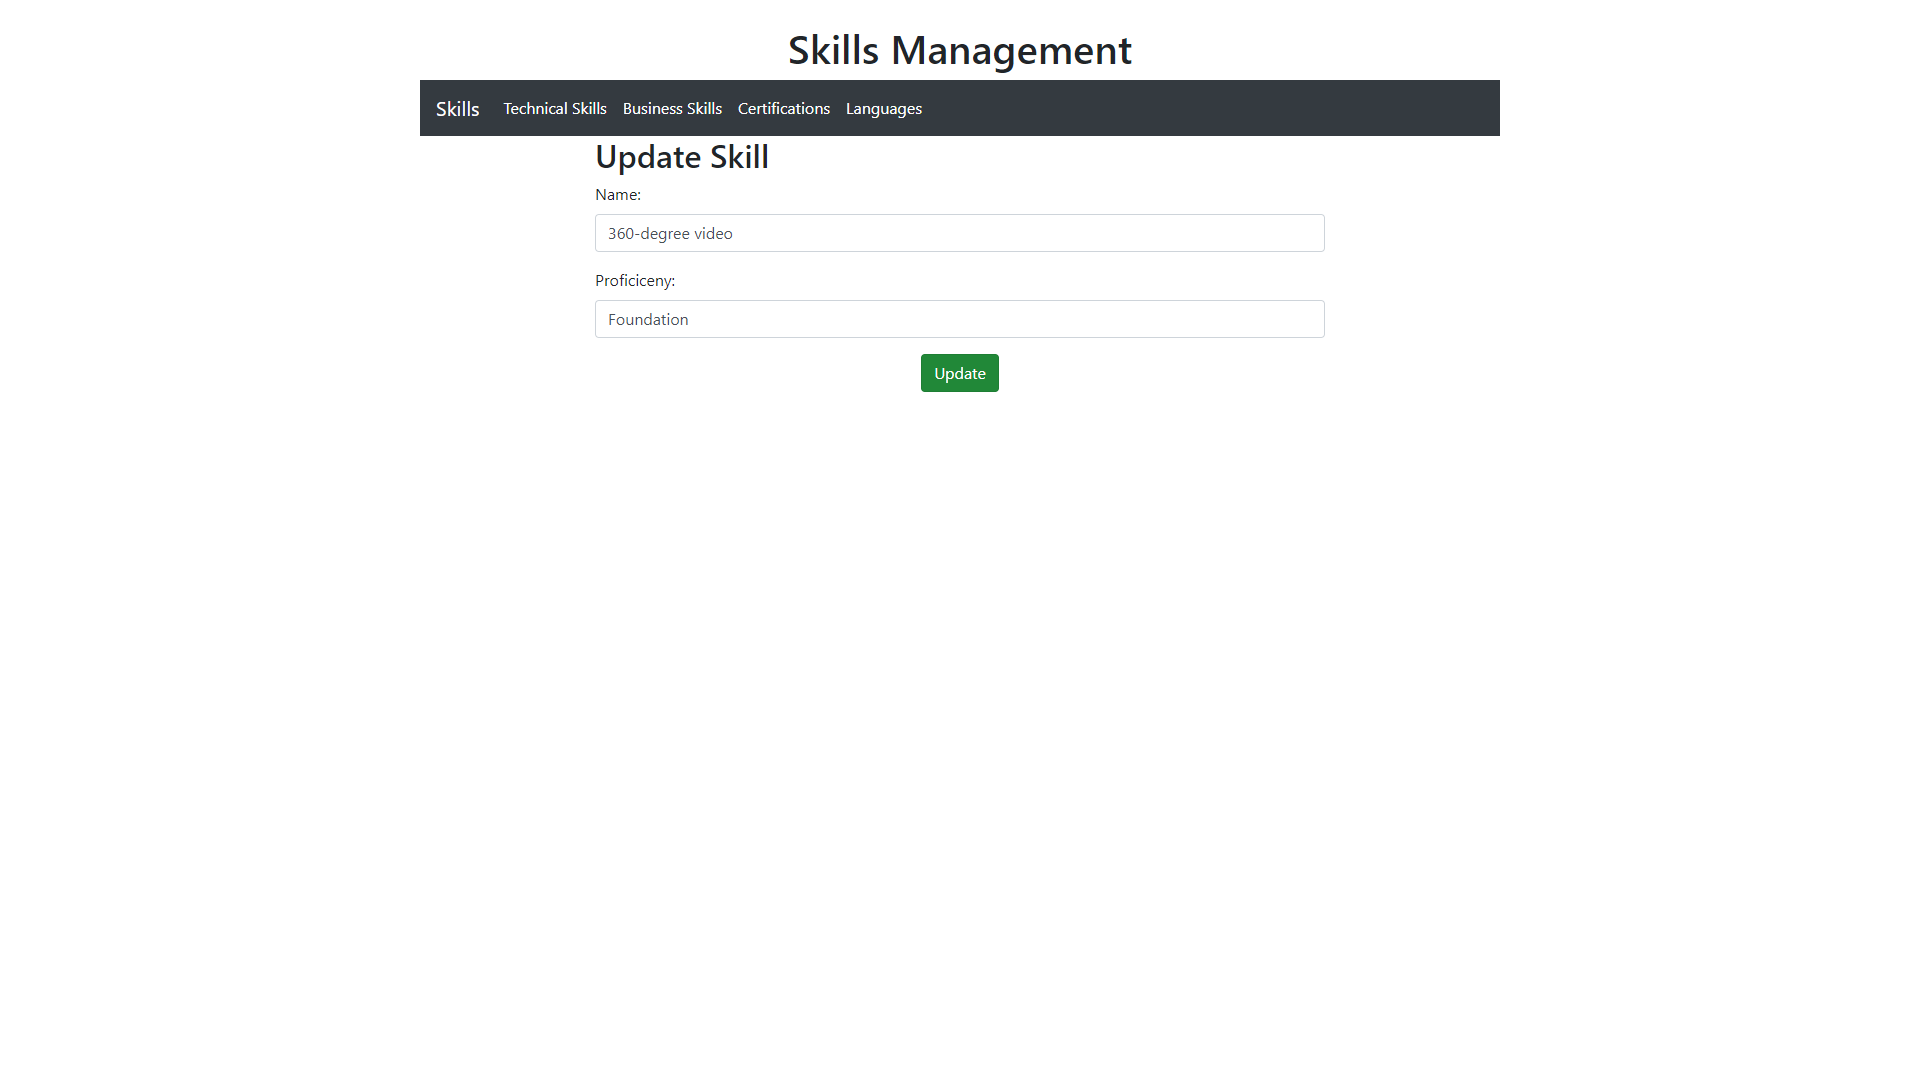 Skills Management
Skills Technical Skills Business Skills Certifications Languages
Update Skill
Name:
360-degree video
Proficiceny:
Foundation
Update